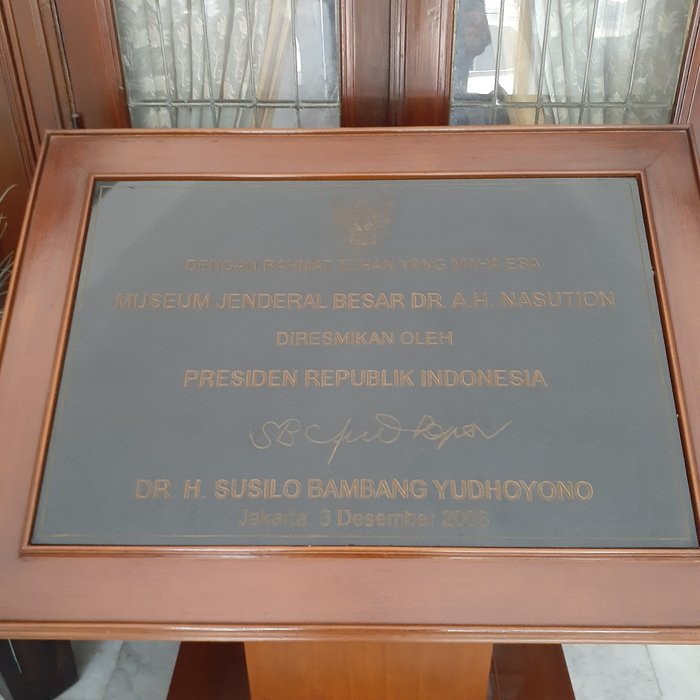 DENGAN RAHMAT TUHAN YANG MAHA ESA
MUSEUM JENDERAL BESAR DR. A.H. NASUTION
DIRESMIKAN OLEH
PRESIDEN REPUBLIK INDONESIA
DR. H. SUSILO BAMBANG YUDHOYONO
Jakarta, 3 Desember 2008